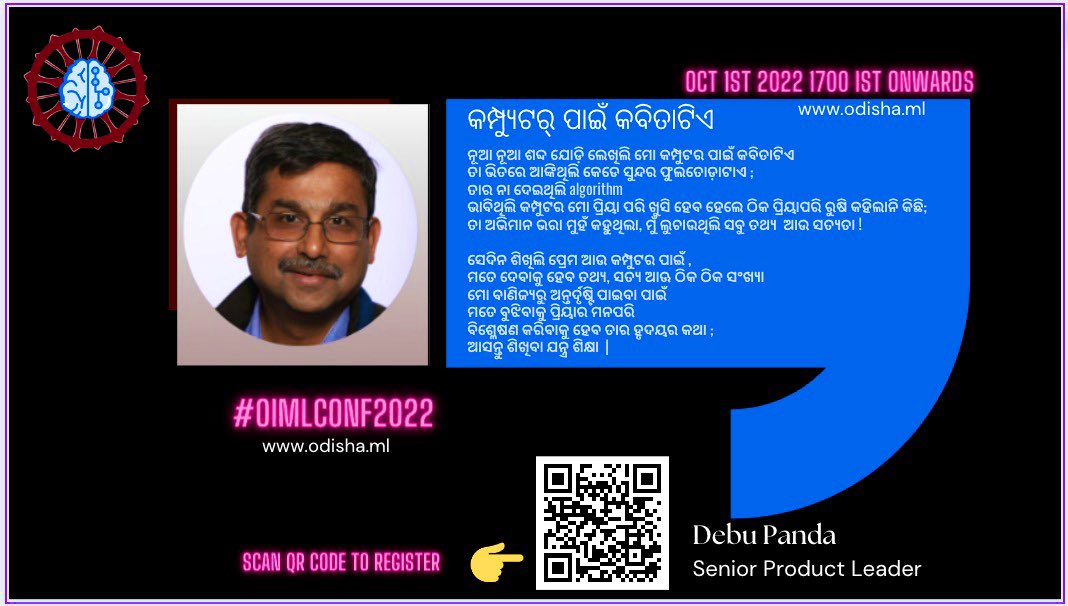 OCT 1ST 2022 1700 IST ONWARDS
www.odisha.ml
କମ୍ପ୍ୟୁଟର୍ ପାଇଁ କବିତାଟିଏ
ନୂଆ ନୂଆ ଶବ୍ଦ ଯୋଡ଼ି ଲେଖିଲି ମୋ କମ୍ପୁଟର ପାଇଁ କବିତାଟିଏ
ତା ଭିତରେ ଆଙ୍କିଥିଲି କେତେ ସୁନ୍ଦର ଫୁଲତୋଡ଼ାଟାଏ ;
ତାର ନା ଦେଇଥିଲି algorithm
ଭାବିଥିଲି କମ୍ପୁଟର ମୋ ପ୍ରିୟା ପରି ଖୁସି ହେବ ହେଲେ ଠିକ ପ୍ରିୟାପରି ରୁଷି କହିଲାନି କିଛି;
ତା ଅଭିମାନ ଭରା ମୁହଁ କହୁଥିଲା, ମୁଁ ଲୁଚାଉଥିଲି ସବୁ ତଥ୍ୟ ଆଉ ସତ୍ୟତା !
ସେଦିନ ଶିଖିଲି ପ୍ରେମ ଆଉ କମ୍ପୁଟର ପାଇଁ ,
ମତେ ଦେବାକୁ ହେବ ତଥ୍ୟ, ସତ୍ୟ ଆଉ ଠିକ ଠିକ ସଂଖ୍ୟା
ମୋ ବାଣିଜ୍ୟରୁ ଅନ୍ତର୍ଦୃଷ୍ଟି ପାଇବା ପାଇଁ
ମତେ ବୁଝିବାକୁ ପ୍ରିୟାର ମନପରି
ବିଶ୍ଳେଷଣ କରିବାକୁ ହେବ ତାର ହୃଦୟର କଥା ;
ଆସନ୍ତୁ ଶିଖିବା ଯନ୍ତ୍ର ଶିକ୍ଷା |
#OIMLCONF2022
www.odisha.ml
Debu Panda
Senior Product Leader
SCAN QR CODE TO REGISTER